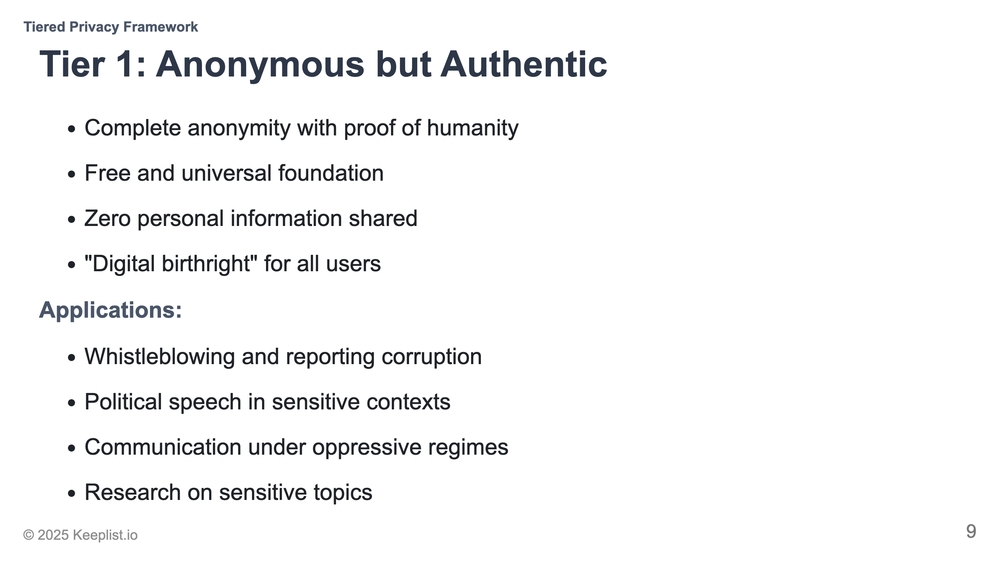 Tiered Privacy Framework
Tier 1: Anonymous but Authentic
• Complete anonymity with proof of humanity
• Free and universal foundation
• Zero personal information shared
• "Digital birthright" for all users
Applications:
• Whistleblowing and reporting corruption
• Political speech in sensitive contexts
• Communication under oppressive regimes
• Research on sensitive topics
© 2025 Keeplist.io
9